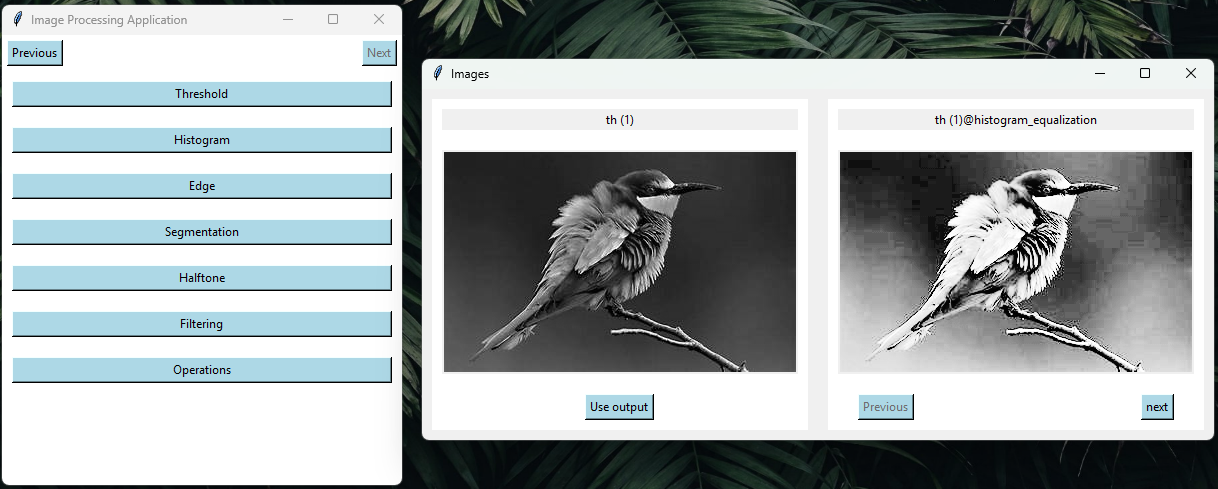 Image Processing Application
Previous
Next
Threshold
Histogram
Edge
Segmentation
Halftone
Filtering
Operations
Images
th (1)
th (1)@histogram_equalization
Use output
Previous
next